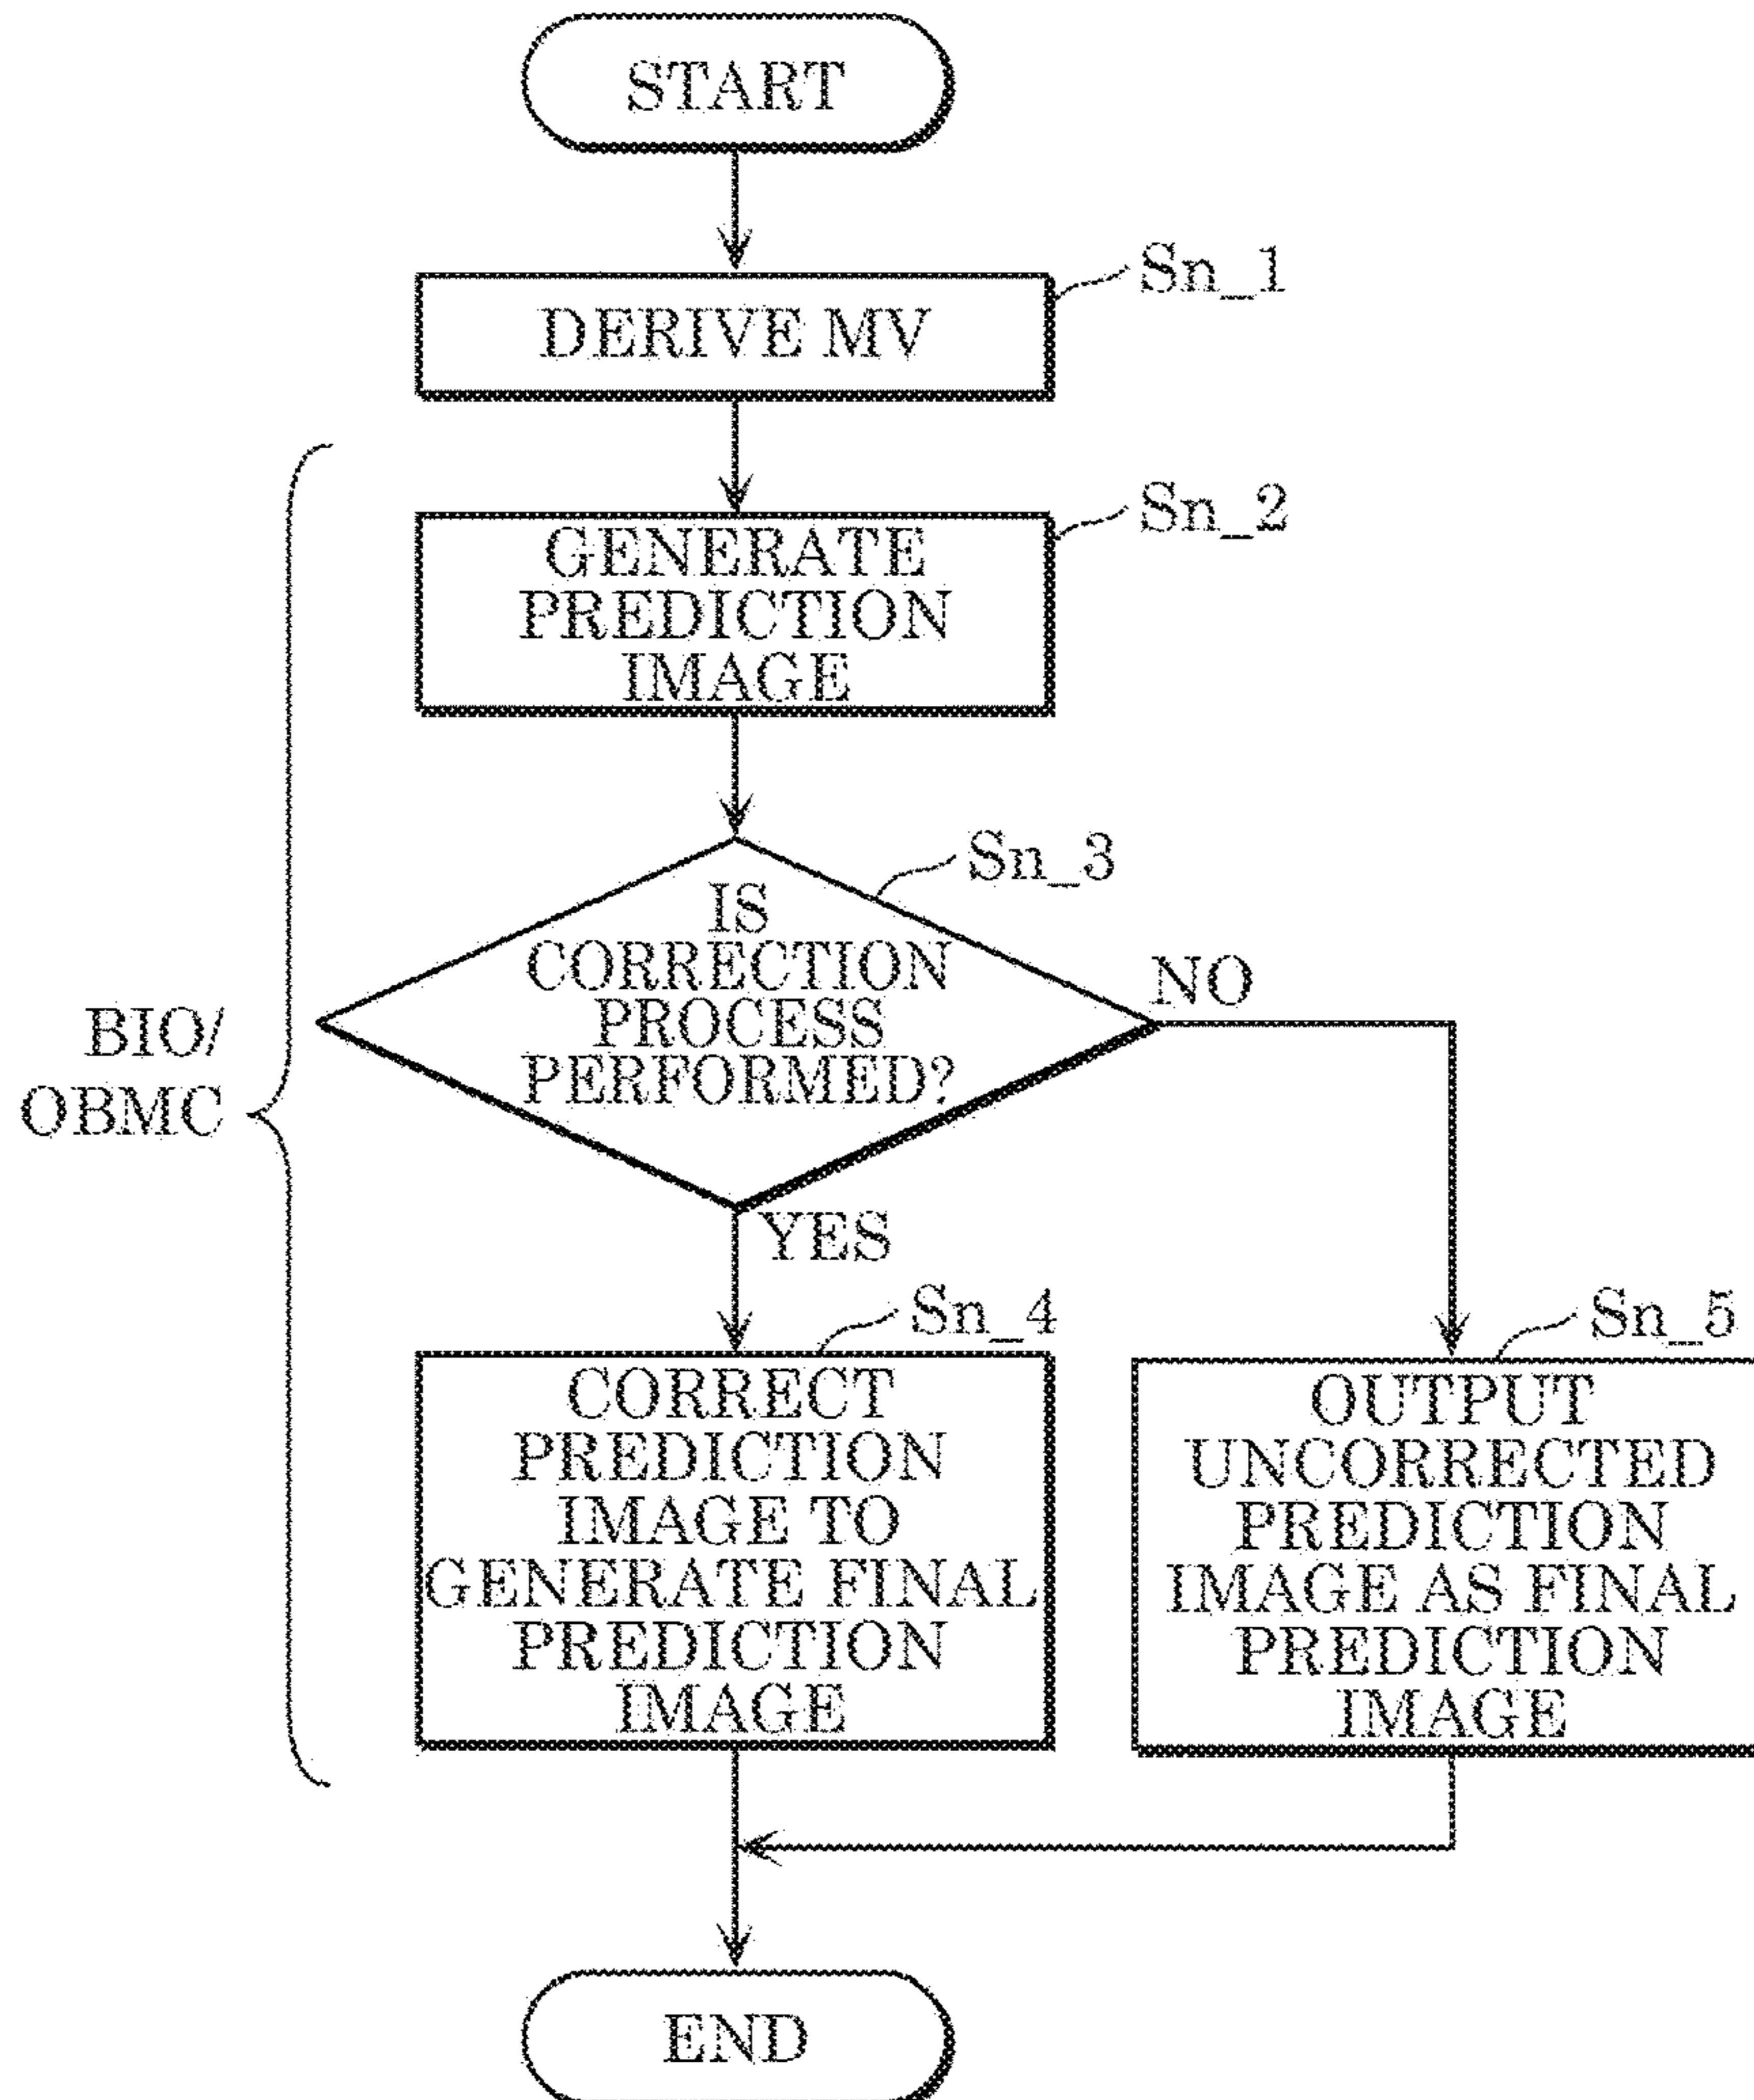 START
Sn_1
DERIVE MV
Sn_2
GENERATE
PREDICTION
IMAGE
Sn_3
IS
CORRECTION
PROCESS
PERFORMED?
NO
BIO/
OBMC
YES
Sn_4
CORRECT
PREDICTION
IMAGE TO
GENERATE FINAL
PREDICTION
IMAGE
Sn_5
OUTPUT
UNCORRECTED
PREDICTION
IMAGE AS FINAL
PREDICTION
IMAGE
END